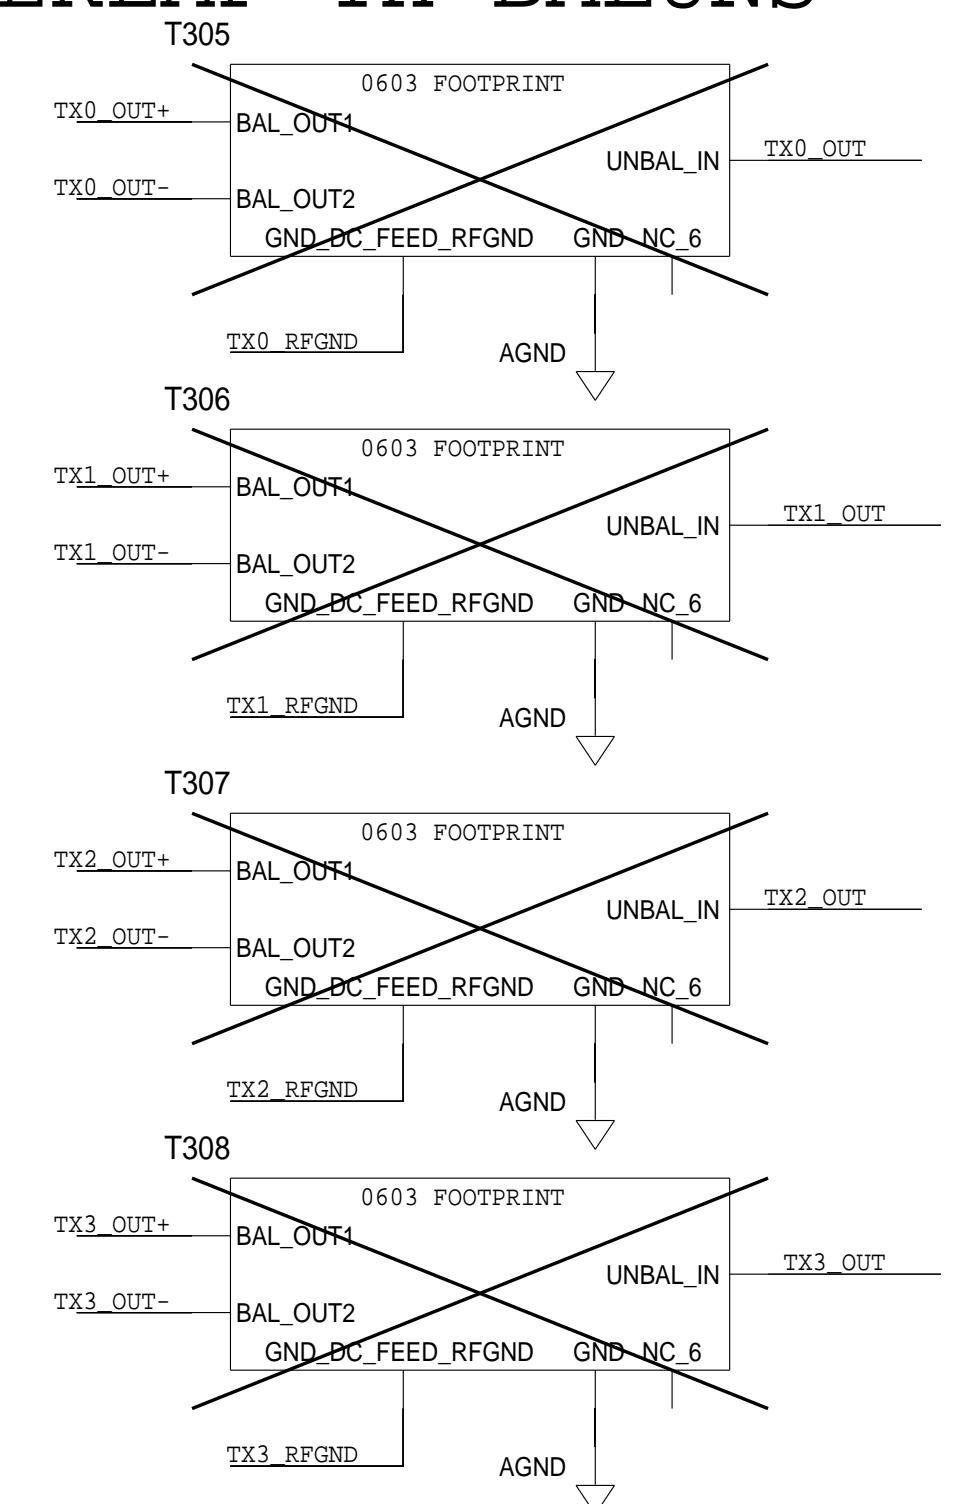 T305
0603 FOOTPRINT
TX0_OUT+
BAL_OUT1
UNBAL_IN
TX0_OUT
TX0_OUT-
BAL_OUT2
GND_DC_FEED_RFGND GND NC_6
TX0_RFGND
AGND
T306
0603 FOOTPRINT
TX1_OUT+
BAL_OUT1
UNBAL_IN
TX1_OUT
TX1_OUT-
BAL_OUT2
GND_DC_FEED_RFGND GND NC_6
TX1_RFGND
AGND
T307
0603 FOOTPRINT
TX2_OUT+
BAL_OUT1
UNBAL_IN
TX2_OUT
TX2_OUT-
BAL_OUT2
GND_DC_FEED_RFGND GND NC_6
TX2_RFGND
AGND
T308
0603 FOOTPRINT
TX3_OUT+
BAL_OUT1
UNBAL_IN
TX3_OUT
TX3_OUT-
BAL_OUT2
GND_DC_FEED_RFGND GND NC_6
TX3_RFGND
AGND